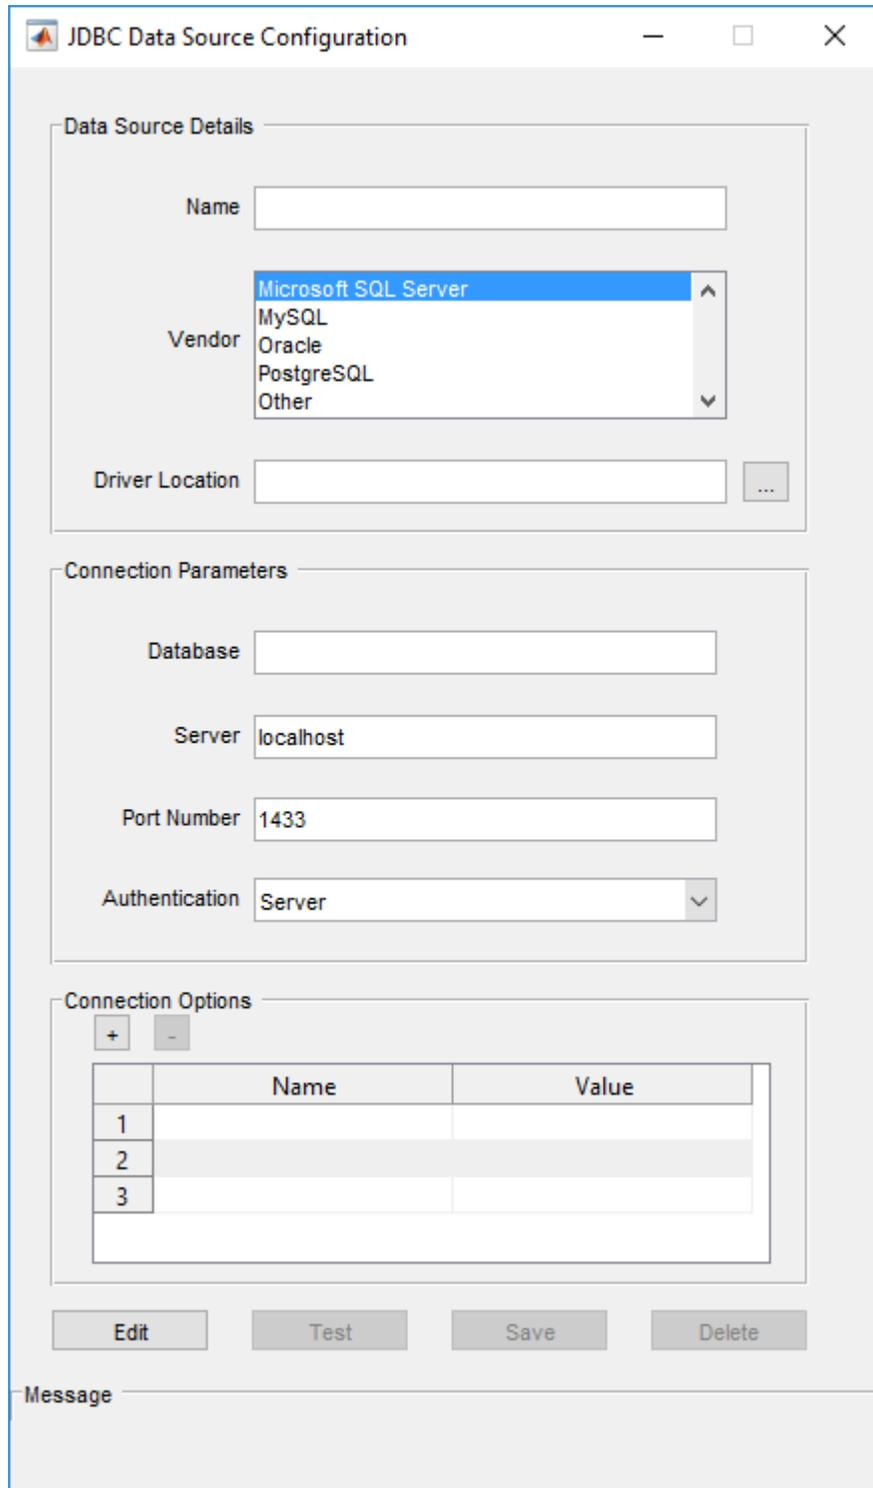 JDBC Data Source Configuration
Data Source Details
Name
Vendor
Microsoft SQL Server
MySQL
Oracle
PostgreSQL
Other
Driver Location
...
Connection Parameters
Database
Server localhost
Port Number 1433
Authentication Server
Connection Options
+ -
Name Value
1
2
3
Edit Test Save Delete
Message